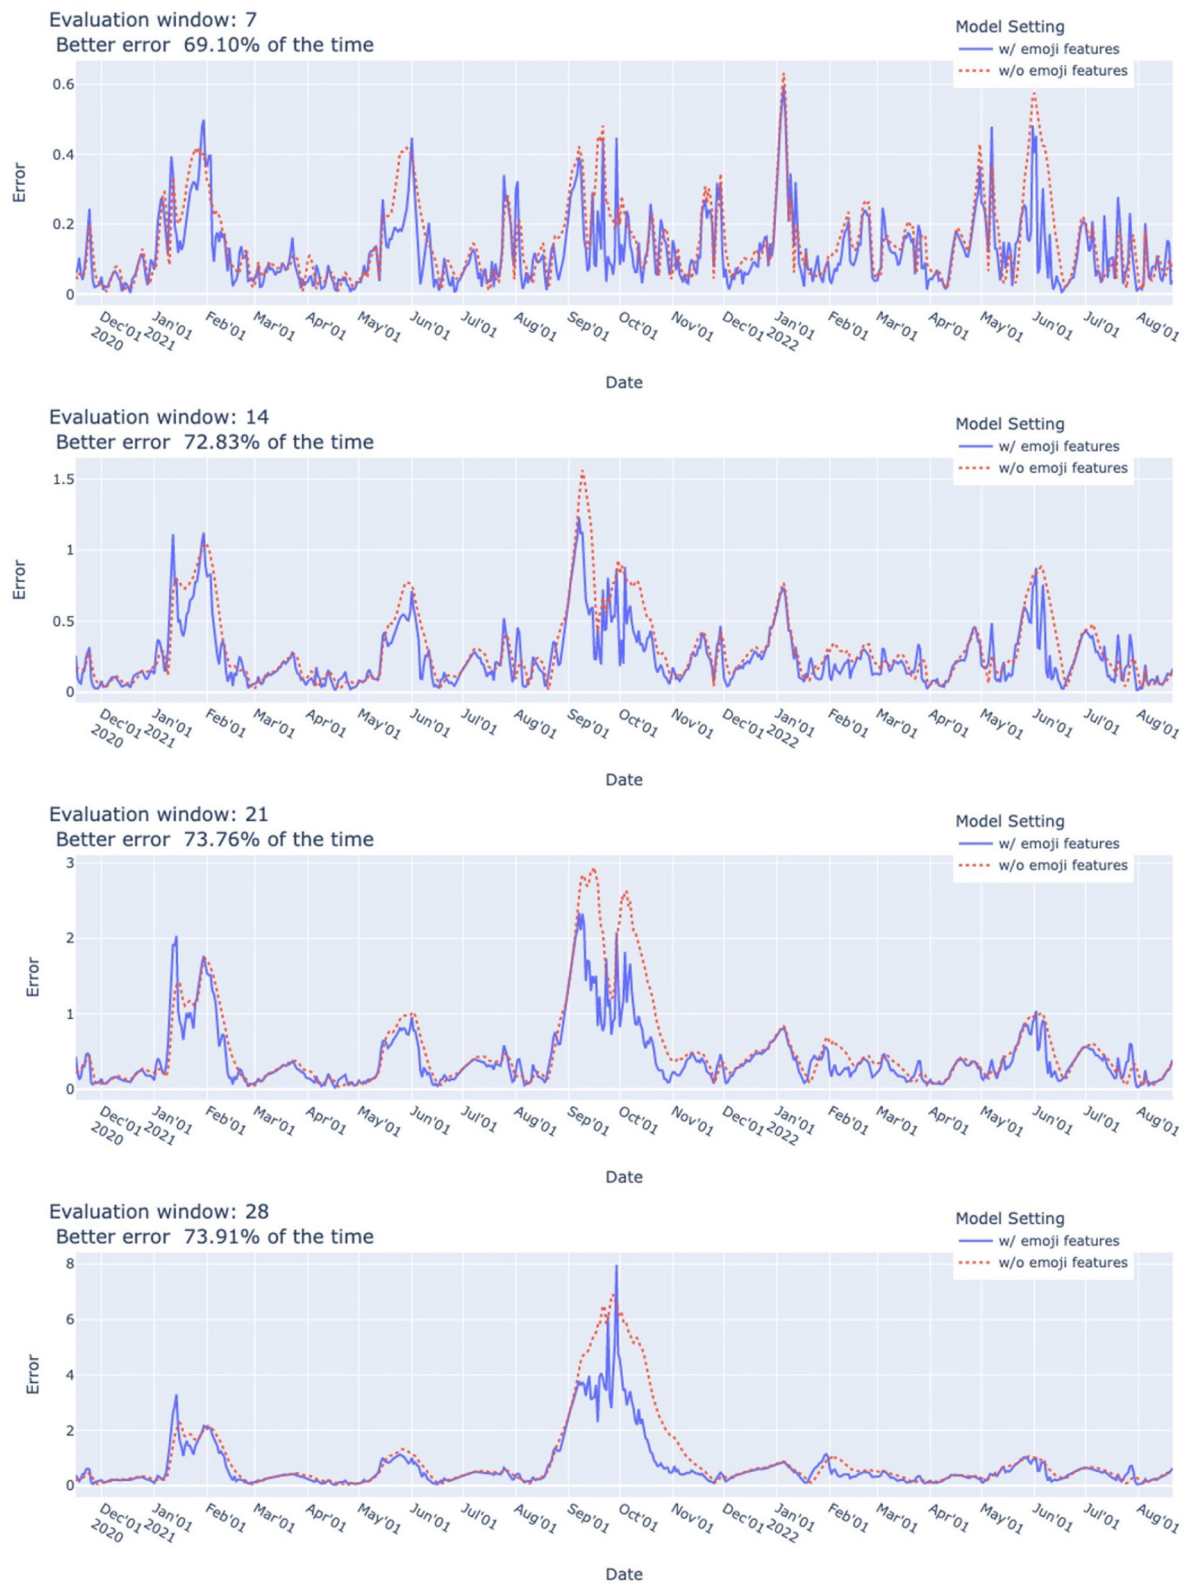 Evaluation window: 7
Better error 69.10% of the time
Model Setting
w/ emoji features
w/o emoji features
0.6
0.4
0.2
0
Error
Dec'01 Jan'01 Feb'01 Mar'01 Apr'01 May'01 Jun'01 Jul'01 Aug'01 Sep'01 Oct'01 Nov'01 Dec'01 Jan'01 Feb'01 Mar'01 Apr'01 May'01 Jun'01 Jul'01 Aug'01
2020 2021 2022
Date
Evaluation window: 14
Better error 72.83% of the time
Model Setting
w/ emoji features
w/o emoji features
1.5
1
0.5
0
Error
Dec'01 Jan'01 Feb'01 Mar'01 Apr'01 May'01 Jun'01 Jul'01 Aug'01 Sep'01 Oct'01 Nov'01 Dec'01 Jan'01 Feb'01 Mar'01 Apr'01 May'01 Jun'01 Jul'01 Aug'01
2020 2021 2022
Date
Evaluation window: 21
Better error 73.76% of the time
Model Setting
w/ emoji features
w/o emoji features
3
2
1
0
Error
Dec'01 Jan'01 Feb'01 Mar'01 Apr'01 May'01 Jun'01 Jul'01 Aug'01 Sep'01 Oct'01 Nov'01 Dec'01 Jan'01 Feb'01 Mar'01 Apr'01 May'01 Jun'01 Jul'01 Aug'01
2020 2021 2022
Date
Evaluation window: 28
Better error 73.91% of the time
Model Setting
w/ emoji features
w/o emoji features
8
6
4
2
0
Error
Dec'01 Jan'01 Feb'01 Mar'01 Apr'01 May'01 Jun'01 Jul'01 Aug'01 Sep'01 Oct'01 Nov'01 Dec'01 Jan'01 Feb'01 Mar'01 Apr'01 May'01 Jun'01 Jul'01 Aug'01
2020 2021 2022
Date